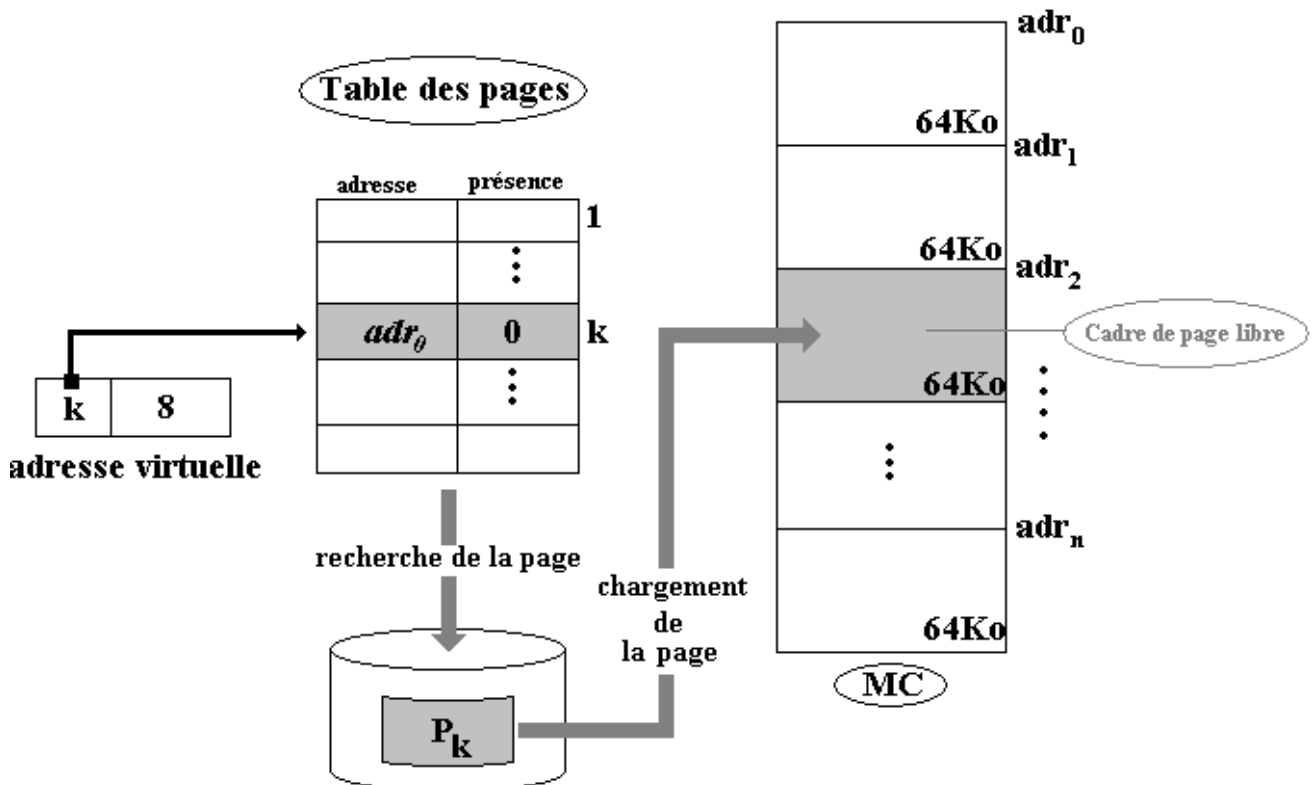 Table des pages
adresse présence
1
adr₀ 0 k
k 8
adresse virtuelle
recherche de la page
Pₖ
chargement
de
la page
adr₀
64Ko
adr₁
64Ko
adr₂
Cadre de page libre
64Ko
adrₙ
64Ko
MC